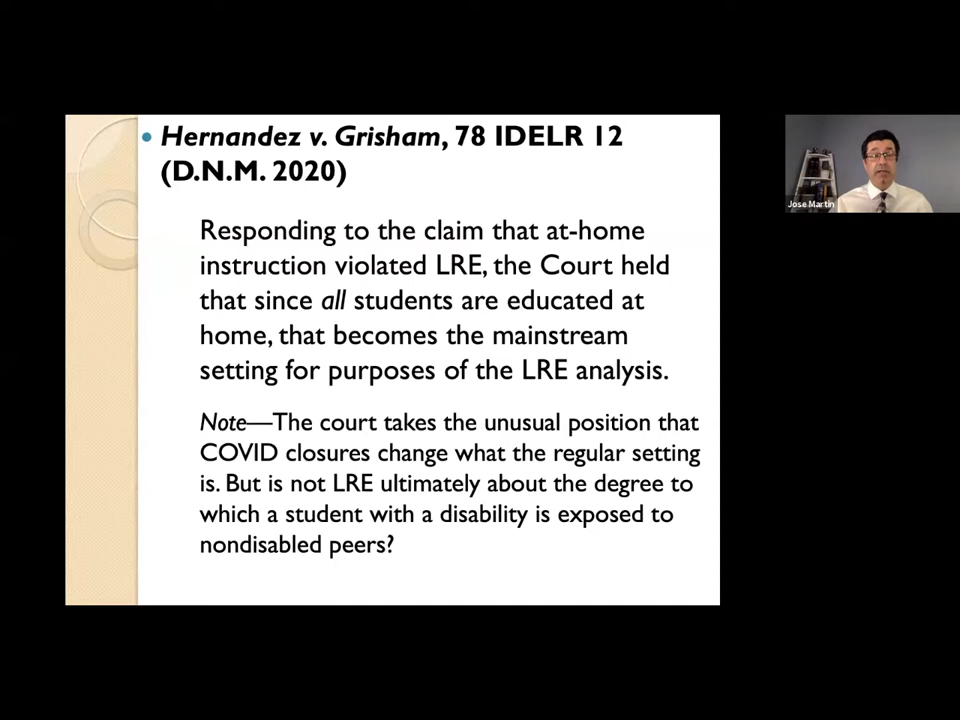 Hernandez v. Grisham, 78 IDELR 12
(D.N.M. 2020)
Responding to the claim that at-home
instruction violated LRE, the Court held
that since all students are educated at
home, that becomes the mainstream
setting for purposes of the LRE analysis.
Note—The court takes the unusual position that
COVID closures change what the regular setting
is. But is not LRE ultimately about the degree to
which a student with a disability is exposed to
nondisabled peers?
Jose Martin